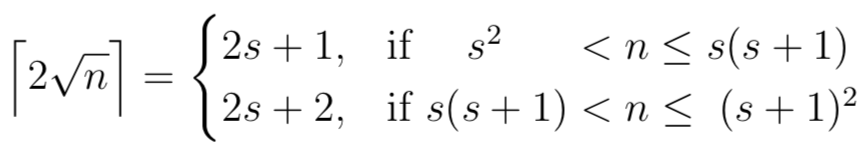 ⌈2√n⌉ = { 2s + 1, if s² < n ≤ s(s + 1)
2s + 2, if s(s + 1) < n ≤ (s + 1)²